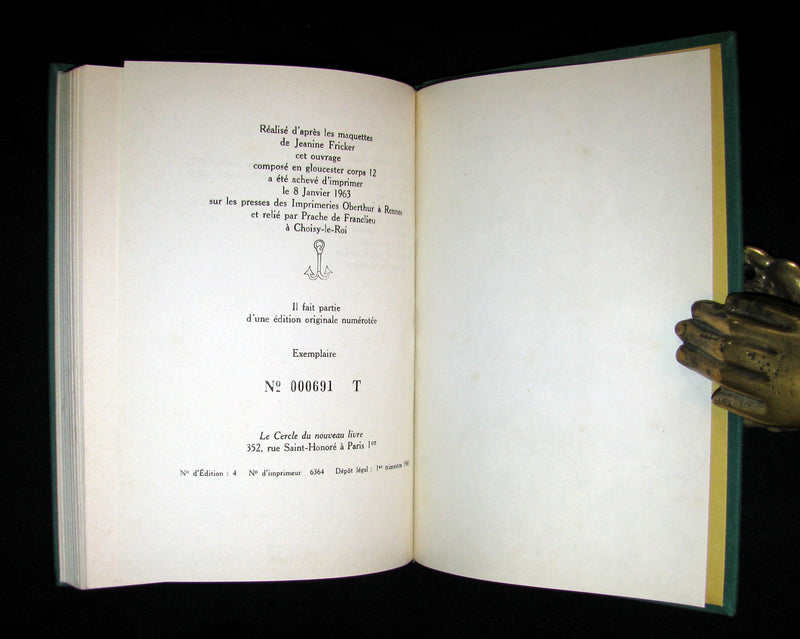 Réalisé d'après les maquettes
de Jeanine Fricker
cet ouvrage
composé en gloucester corps 12
a été achevé d'imprimer
le 8 Janvier 1963
sur les presses des Imprimeries Oberthur à Rennes
et relié par Prache de Franclieu
à Choisy-le-Roi
Il fait partie
d'une édition originale numérotée
Exemplaire
Nº 000691 T
Le Cercle du nouveau livre
352, rue Saint-Honoré à Paris 1er
Nº d'Édition : 4 Nº d'imprimeur 6364 Dépôt légal : 1er trimestre